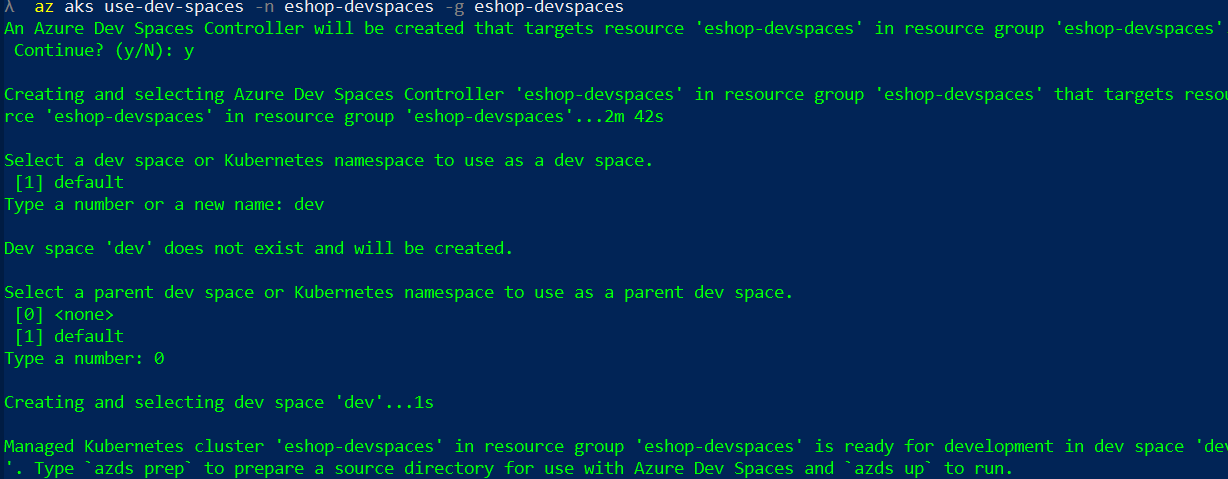 λ  az aks use-dev-spaces -n eshop-devspaces -g eshop-devspaces
An Azure Dev Spaces Controller will be created that targets resource 'eshop-devspaces' in resource group 'eshop-devspaces'.
 Continue? (y/N): y
Creating and selecting Azure Dev Spaces Controller 'eshop-devspaces' in resource group 'eshop-devspaces' that targets resou
rce 'eshop-devspaces' in resource group 'eshop-devspaces'...2m 42s
Select a dev space or Kubernetes namespace to use as a dev space.
 [1] default
Type a number or a new name: dev
Dev space 'dev' does not exist and will be created.
Select a parent dev space or Kubernetes namespace to use as a parent dev space.
 [0] <none>
 [1] default
Type a number: 0
Creating and selecting dev space 'dev'...1s
Managed Kubernetes cluster 'eshop-devspaces' in resource group 'eshop-devspaces' is ready for development in dev space 'dev
'. Type `azds prep` to prepare a source directory for use with Azure Dev Spaces and `azds up` to run.